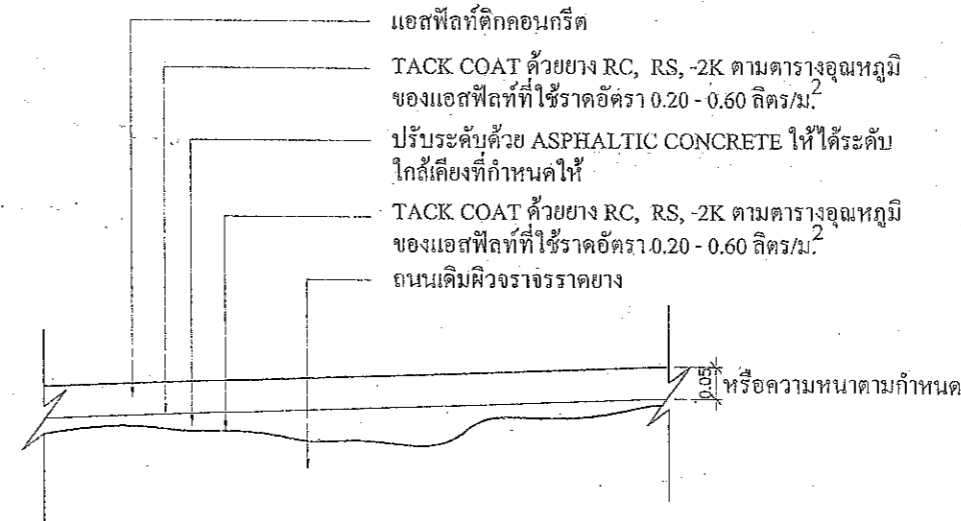 แอสฟัลท์ติกคอนกรีต
TACK COAT ด้วยยาง RC, RS, -2K ตามตารางอุณหภูมิ
ของแอสฟัลท์ที่ใช้ราดอัตรา 0.20 - 0.60 ลิตร/ม.2
ปรับระดับด้วย ASPHALTIC CONCRETE ให้ได้ระดับ
ใกล้เคียงที่กำหนดให้
TACK COAT ด้วยยาง RC, RS, -2K ตามตารางอุณหภูมิ
ของแอสฟัลท์ที่ใช้ราดอัตรา 0.20 - 0.60 ลิตร/ม.2
ถนนเดิมผิวจราจรราดยาง
0.05 หรือความหนาตามกำหนด